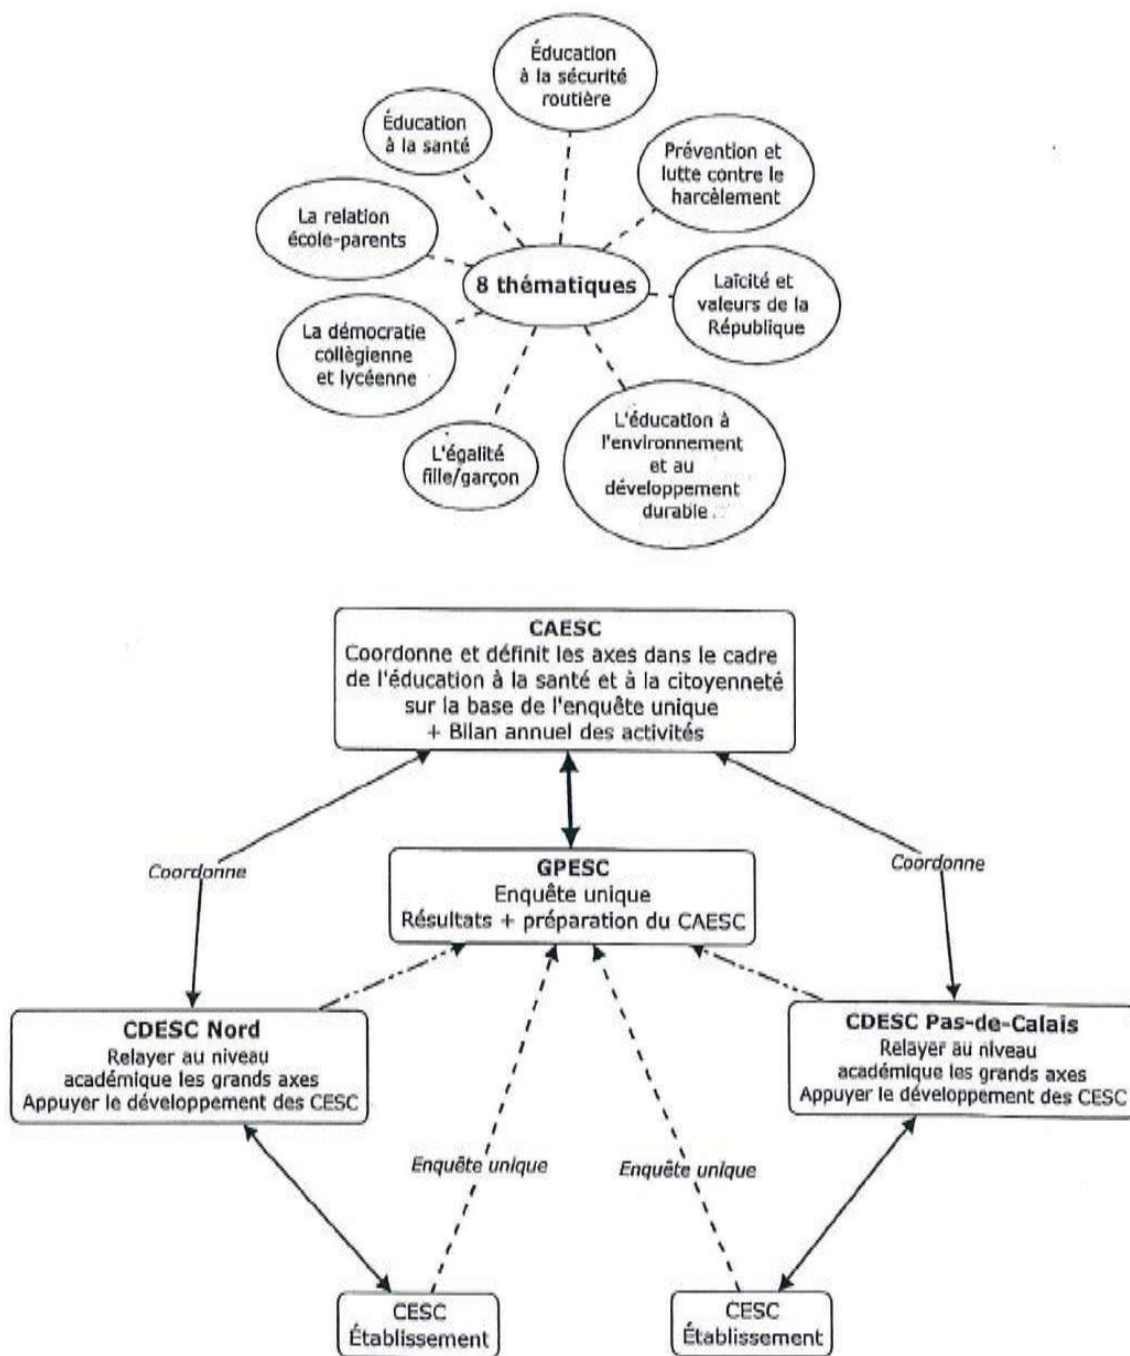 Éducation
à la sécurité
routière
Éducation
à la santé
Prévention et
lutte contre le
harcèlement
La relation
école-parents
8 thématiques
Laïcité et
valeurs de la
République
La démocratie
collègienne
et lycéenne
L'éducation à
l'environnement
et au
développement
durable
L'égalité
fille/garçon
CAESC
Coordonne et définit les axes dans le cadre
de l'éducation à la santé et à la citoyenneté
sur la base de l'enquête unique
+ Bilan annuel des activités
Coordonne
Coordonne
GPESC
Enquête unique
Résultats + préparation du CAESC
CDESC Nord
Relayer au niveau
académique les grands axes
Appuyer le développement des CESC
CDESC Pas-de-Calais
Relayer au niveau
académique les grands axes
Appuyer le développement des CESC
Enquête unique
Enquête unique
CESC
Établissement
CESC
Établissement